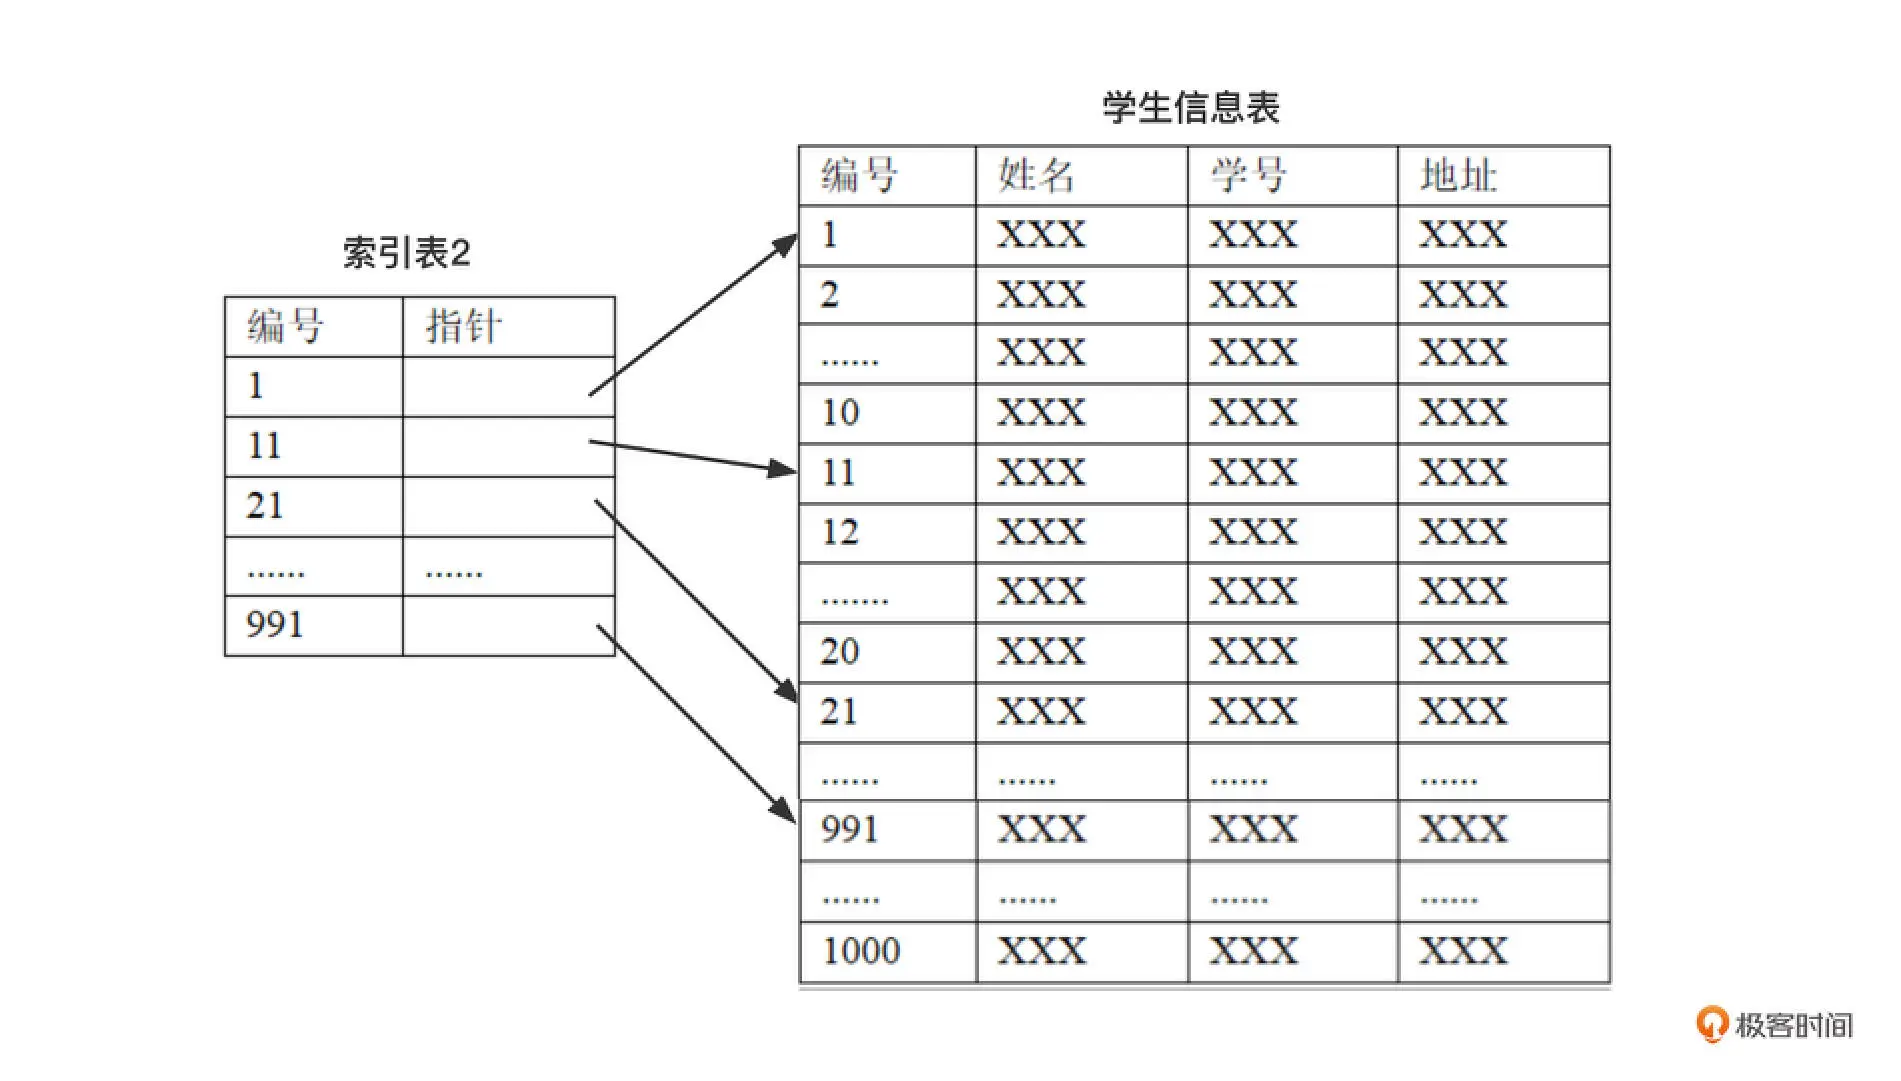 学生信息表
编号 姓名 学号 地址
1 XXX XXX XXX
2 XXX XXX XXX
...... XXX XXX XXX
10 XXX XXX XXX
11 XXX XXX XXX
12 XXX XXX XXX
....... XXX XXX XXX
20 XXX XXX XXX
21 XXX XXX XXX
...... ...... ...... ......
991 XXX XXX XXX
...... ...... ...... ......
1000 XXX XXX XXX
索引表2
编号 指针
1
11
21
...... ......
991
极客时间